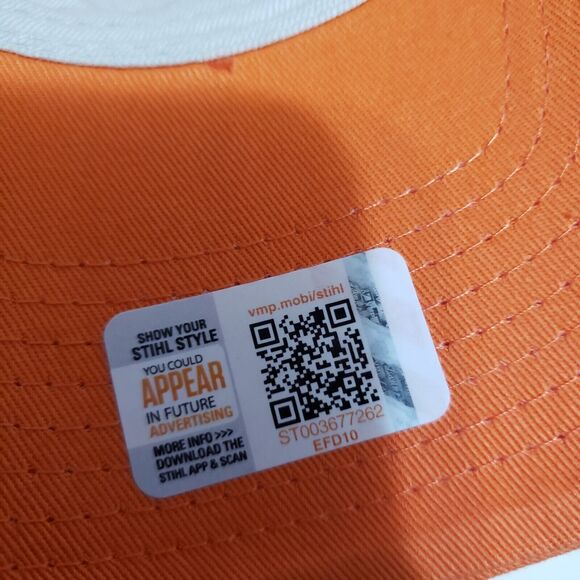 SHOW YOUR
STIHL STYLE
YOU COULD
APPEAR
IN FUTURE
ADVERTISING
MORE INFO >>>
DOWNLOAD THE
STIHL APP & SCAN
vmp.mobi/stihl
ST003677262
EFD10